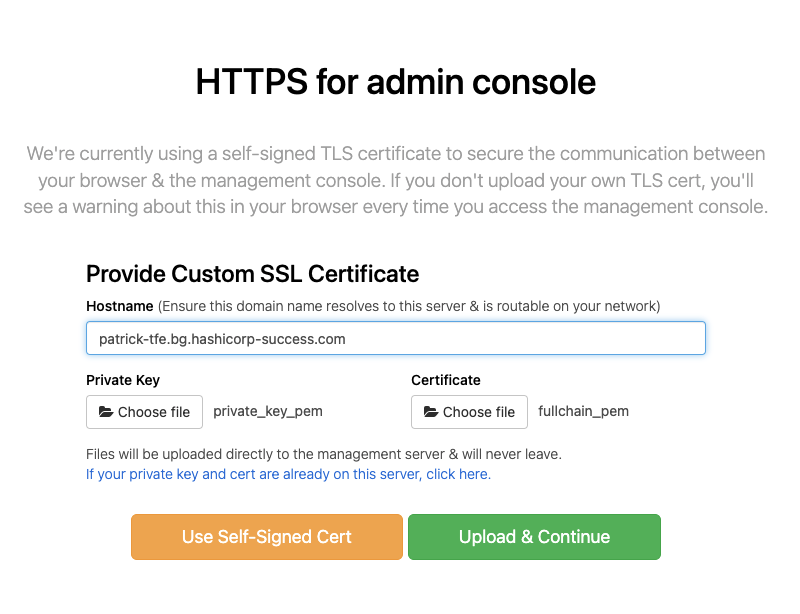 HTTPS for admin console
We're currently using a self-signed TLS certificate to secure the communication between
your browser & the management console. If you don't upload your own TLS cert, you'll
see a warning about this in your browser every time you access the management console.
Provide Custom SSL Certificate
Hostname (Ensure this domain name resolves to this server & is routable on your network)
patrick-tfe.bg.hashicorp-success.com
Private Key Certificate
Choose file private_key_pem Choose file fullchain_pem
Files will be uploaded directly to the management server & will never leave.
If your private key and cert are already on this server, click here.
Use Self-Signed Cert Upload & Continue